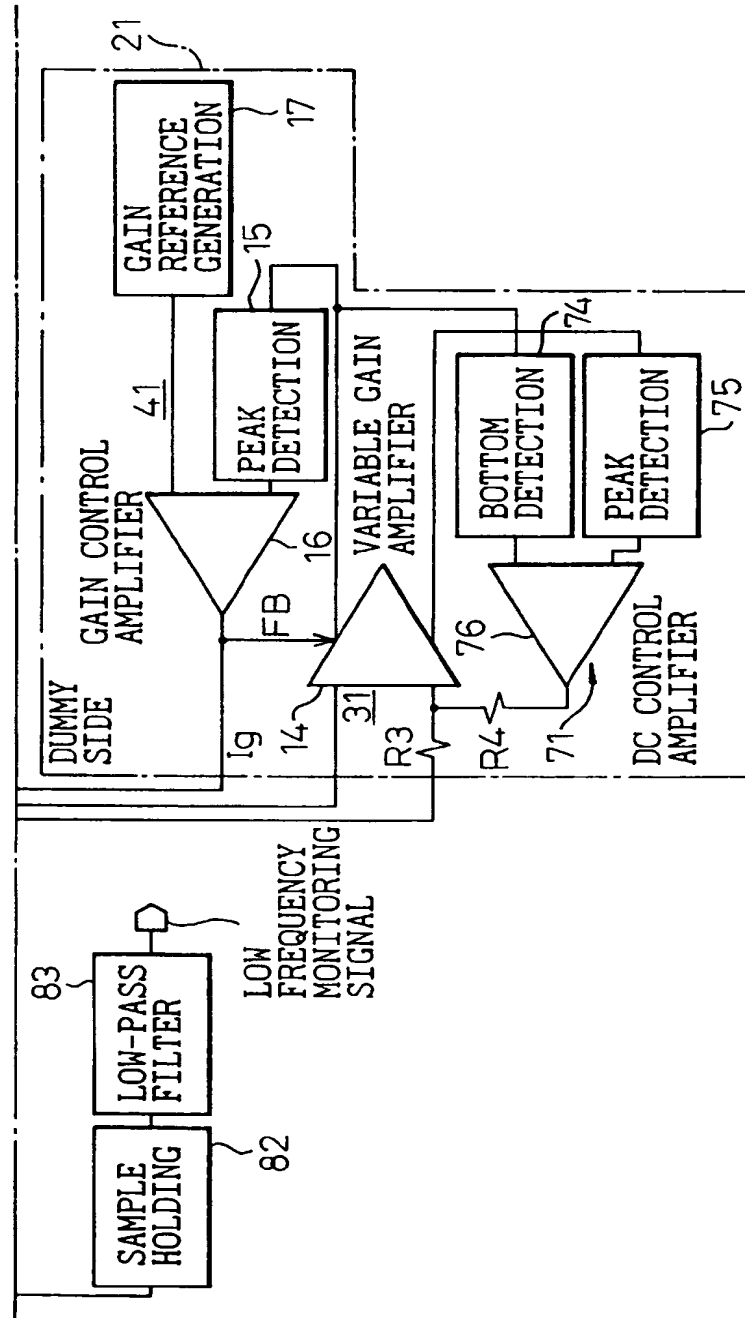 21
DUMMY
SIDE
GAIN CONTROL
AMPLIFIER
41
GAIN
REFERENCE
GENERATION
17
Ig
16
PEAK
DETECTION
15
FB
14
31
VARIABLE GAIN
AMPLIFIER
R3
R4
76
BOTTOM
DETECTION
74
PEAK
DETECTION
75
71
DC CONTROL
AMPLIFIER
SAMPLE
HOLDING
82
LOW-PASS
FILTER
83
LOW
FREQUENCY
MONITORING
SIGNAL